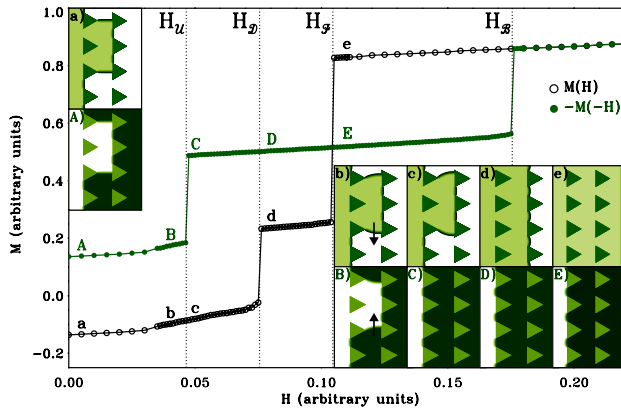 H𝒰 H𝒟 H𝓕 H𝓑
1.0
0.8
0.6
0.4
0.2
0.0
−0.2
M (arbitrary units)
0.00 0.05 0.10 0.15 0.20
H (arbitrary units)
M(H)
−M(−H)
a)
A)
A
B
C
D
E
a
b
c
d
e
b) c) d) e)
B) C) D) E)